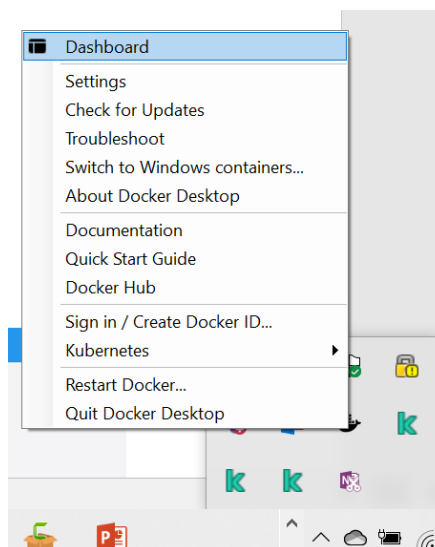 Dashboard
Settings
Check for Updates
Troubleshoot
Switch to Windows containers...
About Docker Desktop
Documentation
Quick Start Guide
Docker Hub
Sign in / Create Docker ID...
Kubernetes
Restart Docker...
Quit Docker Desktop